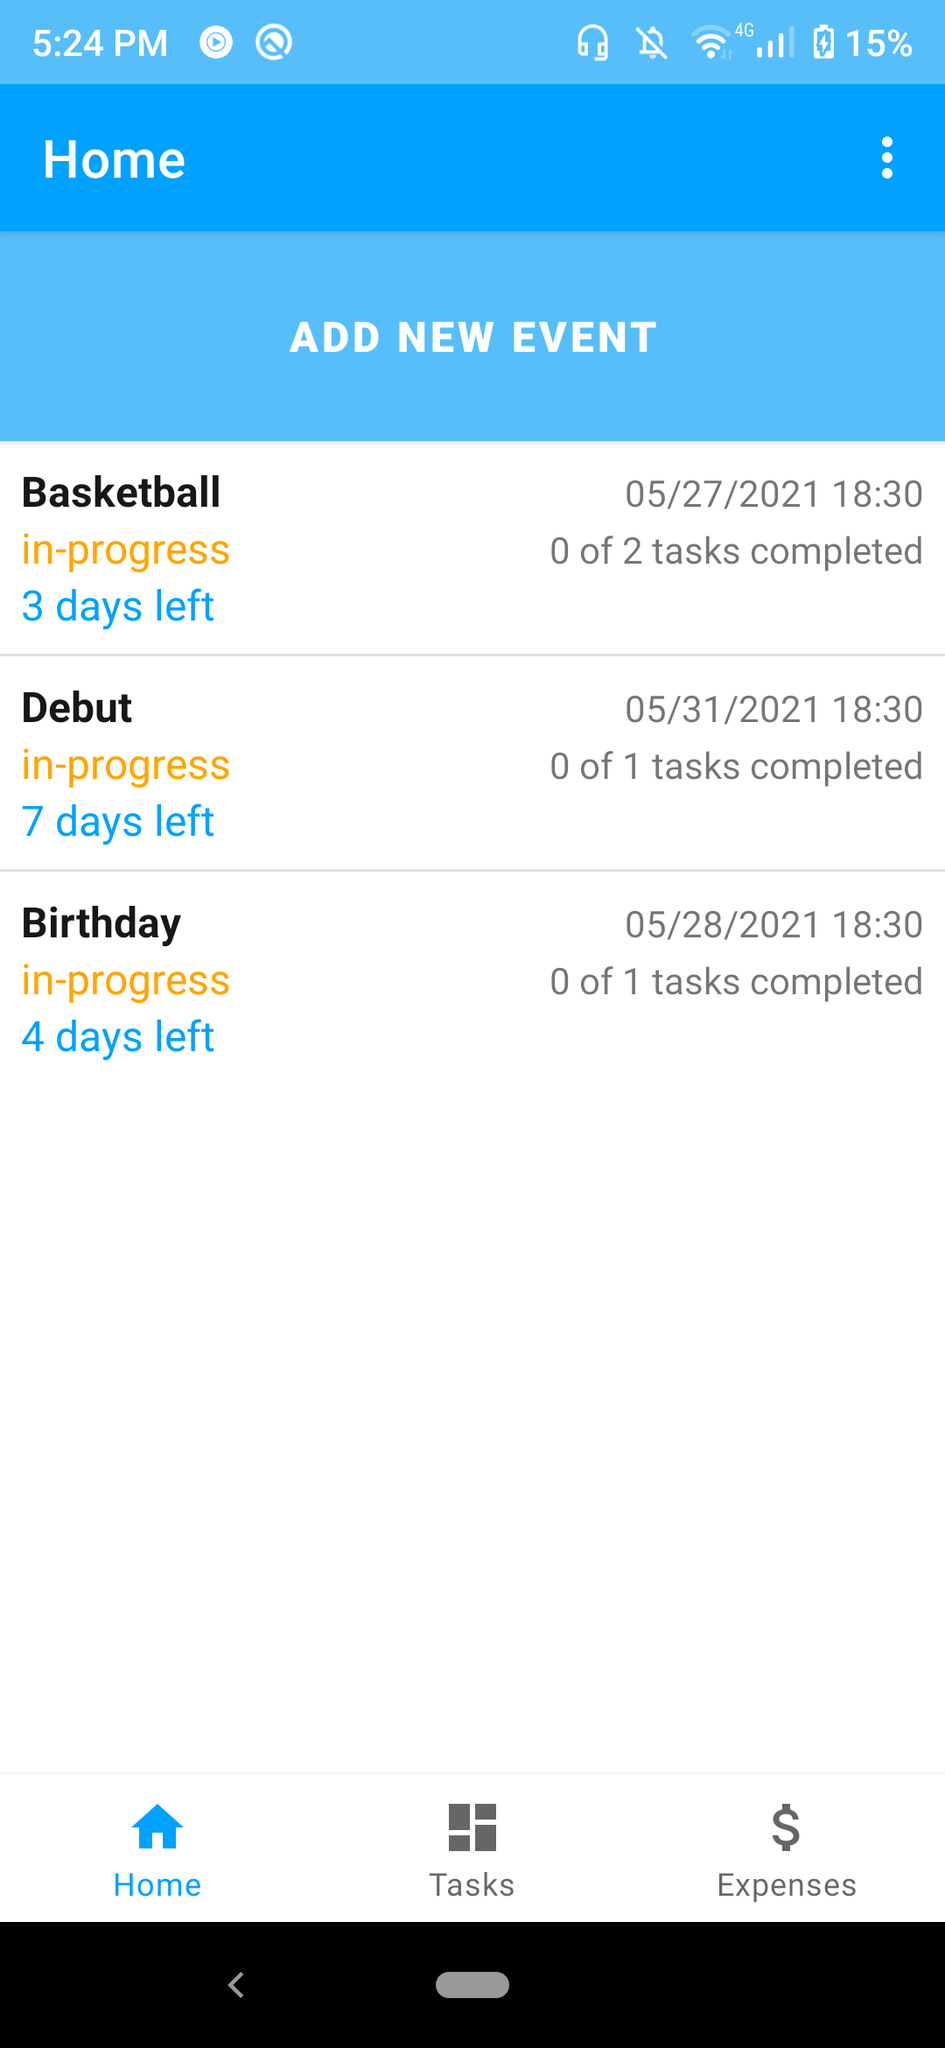 5:24 PM 4G 15%
Home
ADD NEW EVENT
Basketball 05/27/2021 18:30
in-progress 0 of 2 tasks completed
3 days left
Debut 05/31/2021 18:30
in-progress 0 of 1 tasks completed
7 days left
Birthday 05/28/2021 18:30
in-progress 0 of 1 tasks completed
4 days left
Home Tasks Expenses